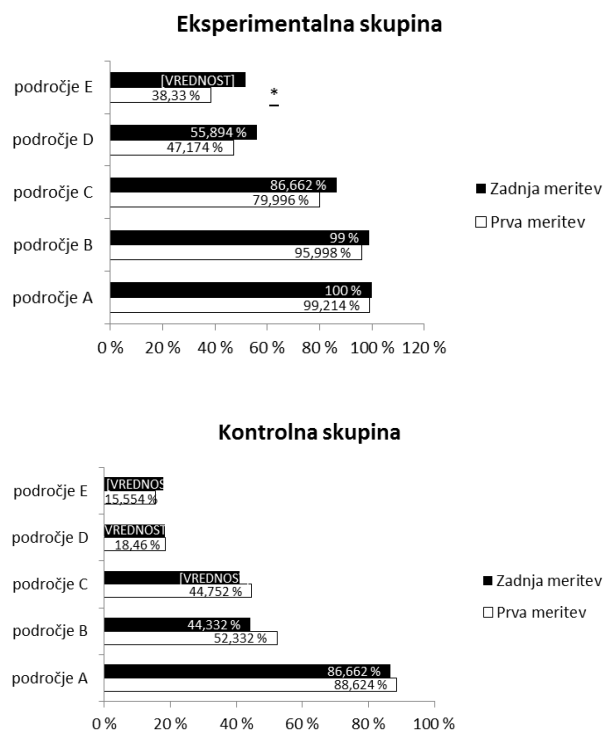 Eksperimentalna skupina
področje E
[VREDNOST]
38,33 %
*
področje D
55,894 %
47,174 %
področje C
86,662 %
79,996 %
področje B
99 %
95,998 %
področje A
100 %
99,214 %
Zadnja meritev
Prva meritev
0 % 20 % 40 % 60 % 80 % 100 % 120 %
Kontrolna skupina
področje E
[VREDNOS
15,554 %
področje D
VREDNOST]
18,46 %
področje C
[VREDNOS
44,752 %
področje B
44,332 %
52,332 %
področje A
86,662 %
88,624 %
Zadnja meritev
Prva meritev
0 % 20 % 40 % 60 % 80 % 100 %